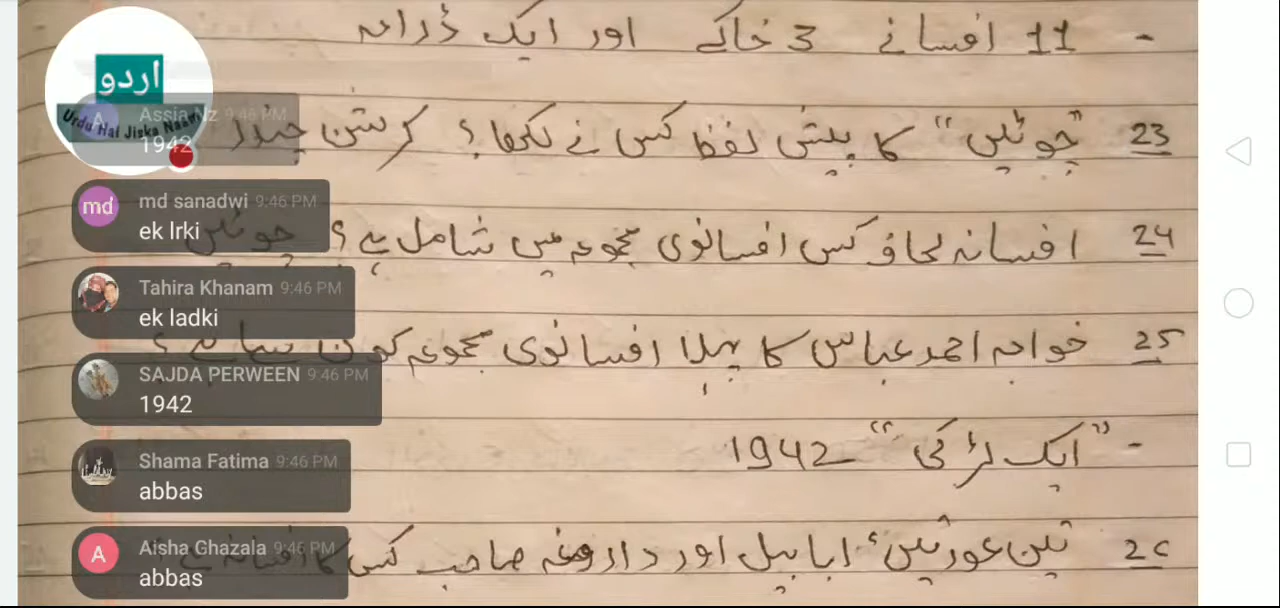 - 11 افسانے 3 خاکے اور ایک ڈرامہ
23 "چوٹیں" کا پیش لفظ کس نے لکھا؟ کرشن چندر
24 افسانہ لحاف کس افسانوی مجموعہ میں شامل ہے؟ چوٹیں
25 خواجہ احمد عباس کا پہلا افسانوی مجموعہ کون سا ہے؟
- "ایک لڑکی" 1942
26 تین عورتیں، ابابیل اور داروغہ صاحب کس کا افسانہ ہے
اردو
Urdu Hai Jiska Naam
A
Assia Nz 9:46 PM
1942
md
md sanadwi 9:46 PM
ek lrki
Tahira Khanam 9:46 PM
ek ladki
SAJDA PERWEEN 9:46 PM
1942
Shama Fatima 9:46 PM
abbas
A
Aisha Ghazala 9:46 PM
abbas